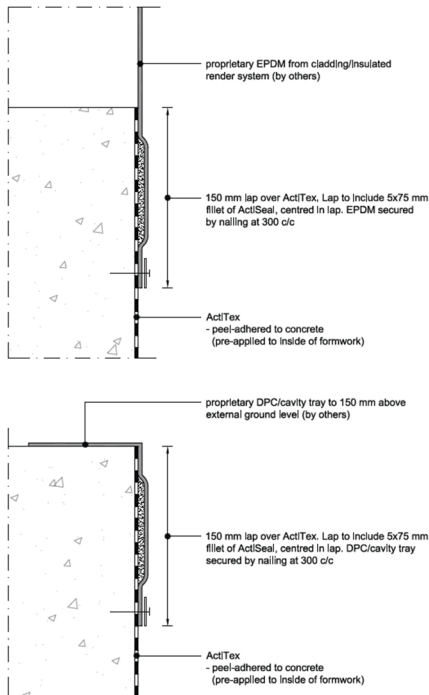 proprietary EPDM from cladding/insulated
render system (by others)
150 mm lap over ActiTex. Lap to include 5x75 mm
fillet of ActiSeal, centred in lap. EPDM secured
by nailing at 300 c/c
ActiTex
- peel-adhered to concrete
(pre-applied to inside of formwork)
proprietary DPC/cavity tray to 150 mm above
external ground level (by others)
150 mm lap over ActiTex. Lap to include 5x75 mm
fillet of ActiSeal, centred in lap. DPC/cavity tray
secured by nailing at 300 c/c
ActiTex
- peel-adhered to concrete
(pre-applied to inside of formwork)